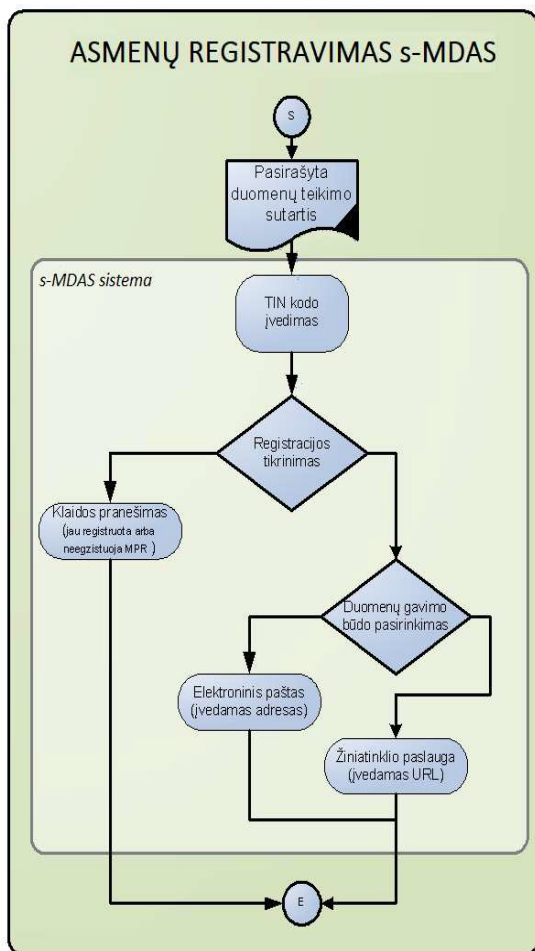 ASMENŲ REGISTRAVIMAS s-MDAS
S
Pasirašyta
duomenų teikimo
sutartis
s-MDAS sistema
TIN kodo
įvedimas
Registracijos
tikrinimas
Klaidos pranešimas
(jau registruota arba
neegzistuoja MPR )
Duomenų gavimo
būdo pasirinkimas
Elektroninis paštas
(įvedamas adresas)
Žiniatinklio paslauga
(įvedamas URL)
E